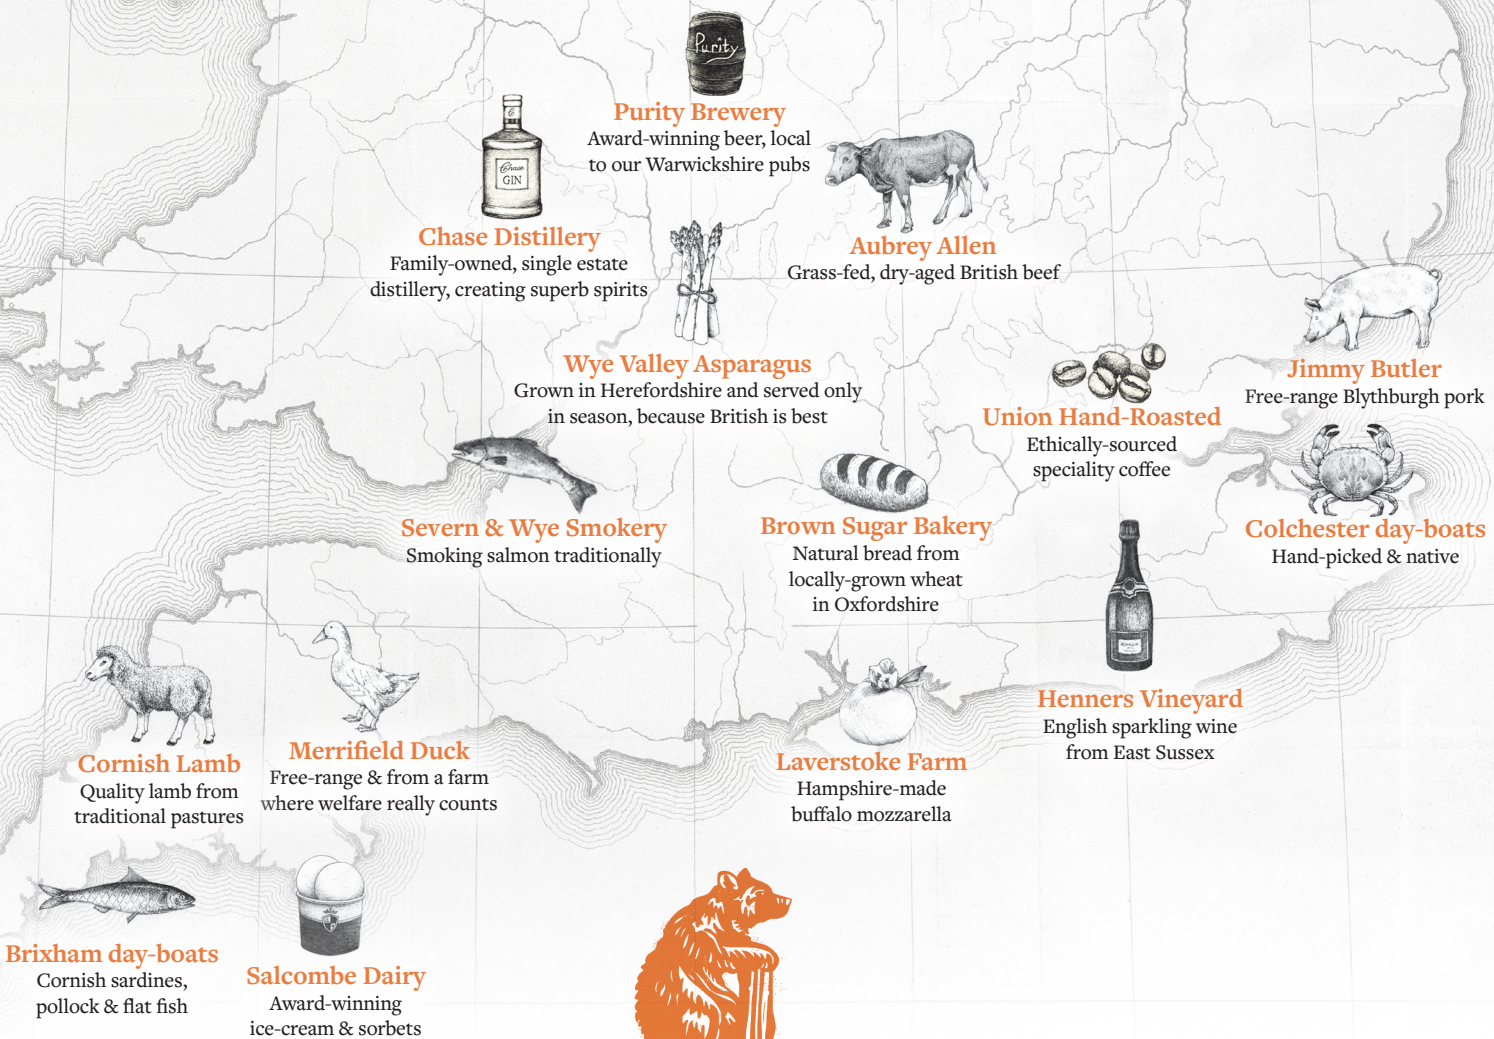 Purity
Purity Brewery
Award-winning beer, local
to our Warwickshire pubs
Chase
GIN
Chase Distillery
Family-owned, single estate
distillery, creating superb spirits
Aubrey Allen
Grass-fed, dry-aged British beef
Wye Valley Asparagus
Grown in Herefordshire and served only
in season, because British is best
Jimmy Butler
Free-range Blythburgh pork
Union Hand-Roasted
Ethically-sourced
speciality coffee
Severn & Wye Smokery
Smoking salmon traditionally
Brown Sugar Bakery
Natural bread from
locally-grown wheat
in Oxfordshire
Colchester day-boats
Hand-picked & native
Henners Vineyard
English sparkling wine
from East Sussex
Cornish Lamb
Quality lamb from
traditional pastures
Merrifield Duck
Free-range & from a farm
where welfare really counts
Laverstoke Farm
Hampshire-made
buffalo mozzarella
Brixham day-boats
Cornish sardines,
pollock & flat fish
Salcombe Dairy
Award-winning
ice-cream & sorbets